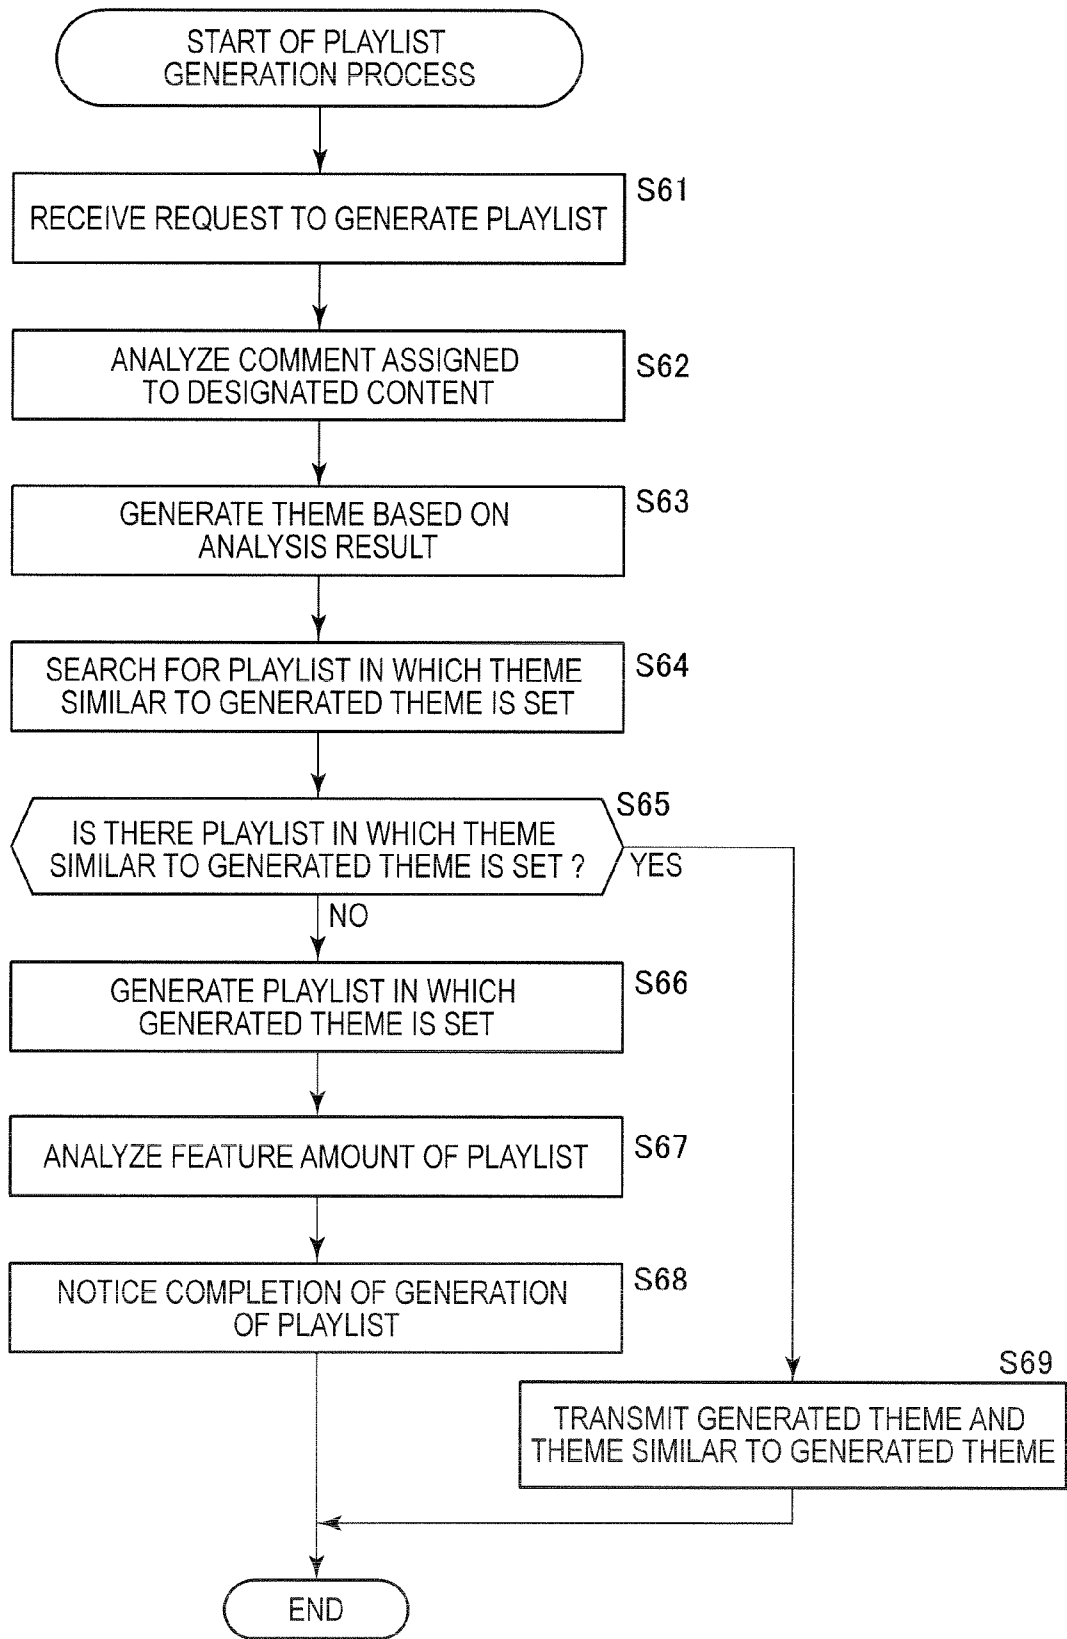 START OF PLAYLIST
GENERATION PROCESS
S61
RECEIVE REQUEST TO GENERATE PLAYLIST
ANALYZE COMMENT ASSIGNED
TO DESIGNATED CONTENT
S62
GENERATE THEME BASED ON
ANALYSIS RESULT
S63
SEARCH FOR PLAYLIST IN WHICH THEME
SIMILAR TO GENERATED THEME IS SET
S64
S65
IS THERE PLAYLIST IN WHICH THEME
SIMILAR TO GENERATED THEME IS SET ?
YES
NO
GENERATE PLAYLIST IN WHICH
GENERATED THEME IS SET
S66
ANALYZE FEATURE AMOUNT OF PLAYLIST
S67
NOTICE COMPLETION OF GENERATION
OF PLAYLIST
S68
S69
TRANSMIT GENERATED THEME AND
THEME SIMILAR TO GENERATED THEME
END